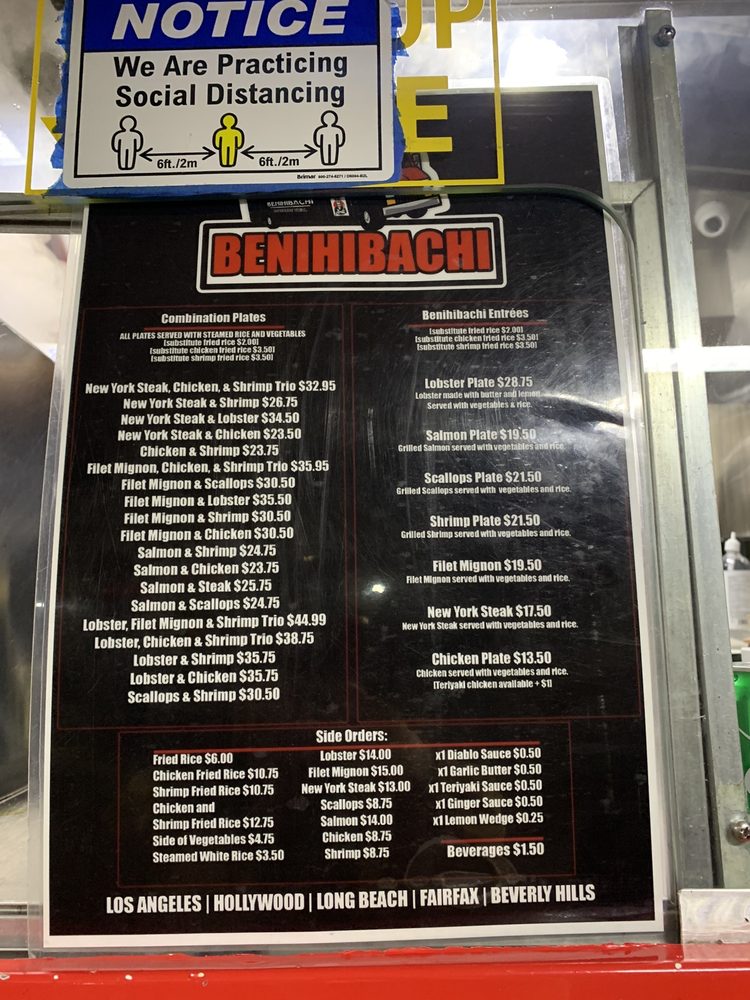 NOTICE
UP
We Are Practicing
Social Distancing
E
6ft./2m
6ft./2m
BENIHIBACHI
BENIHIBACHI
Combination Plates
ALL PLATES SERVED WITH STEAMED RICE AND VEGETABLES
[substitute fried rice $2.00]
[substitute chicken fried rice $3.50]
[substitute shrimp fried rice $3.50]
New York Steak, Chicken, & Shrimp Trio $32.95
New York Steak & Shrimp $26.75
New York Steak & Lobster $34.50
New York Steak & Chicken $23.50
Chicken & Shrimp $23.75
Filet Mignon, Chicken, & Shrimp Trio $35.95
Filet Mignon & Scallops $30.50
Filet Mignon & Lobster $35.50
Filet Mignon & Shrimp $30.50
Filet Mignon & Chicken $30.50
Salmon & Shrimp $24.75
Salmon & Chicken $23.75
Salmon & Steak $25.75
Salmon & Scallops $24.75
Lobster, Filet Mignon & Shrimp Trio $44.99
Lobster, Chicken & Shrimp Trio $38.75
Lobster & Shrimp $35.75
Lobster & Chicken $35.75
Scallops & Shrimp $30.50
Benihibachi Entrées
[substitute fried rice $2.00]
[substitute chicken fried rice $3.50]
[substitute shrimp fried rice $3.50]
Lobster Plate $28.75
Lobster made with butter and lemon.
Served with vegetables & rice.
Salmon Plate $19.50
Grilled Salmon served with vegetables and rice.
Scallops Plate $21.50
Grilled Scallops served with vegetables and rice.
Shrimp Plate $21.50
Grilled Shrimp served with vegetables and rice.
Filet Mignon $19.50
Filet Mignon served with vegetables and rice.
New York Steak $17.50
New York Steak served with vegetables and rice.
Chicken Plate $13.50
Chicken served with vegetables and rice.
[Teriyaki chicken available + $1]
Side Orders:
Fried Rice $6.00
Chicken Fried Rice $10.75
Shrimp Fried Rice $10.75
Chicken and
Shrimp Fried Rice $12.75
Side of Vegetables $4.75
Steamed White Rice $3.50
Lobster $14.00
Filet Mignon $15.00
New York Steak $13.00
Scallops $8.75
Salmon $14.00
Chicken $8.75
Shrimp $8.75
x1 Diablo Sauce $0.50
x1 Garlic Butter $0.50
x1 Teriyaki Sauce $0.50
x1 Ginger Sauce $0.50
x1 Lemon Wedge $0.25
Beverages $1.50
LOS ANGELES | HOLLYWOOD | LONG BEACH | FAIRFAX | BEVERLY HILLS